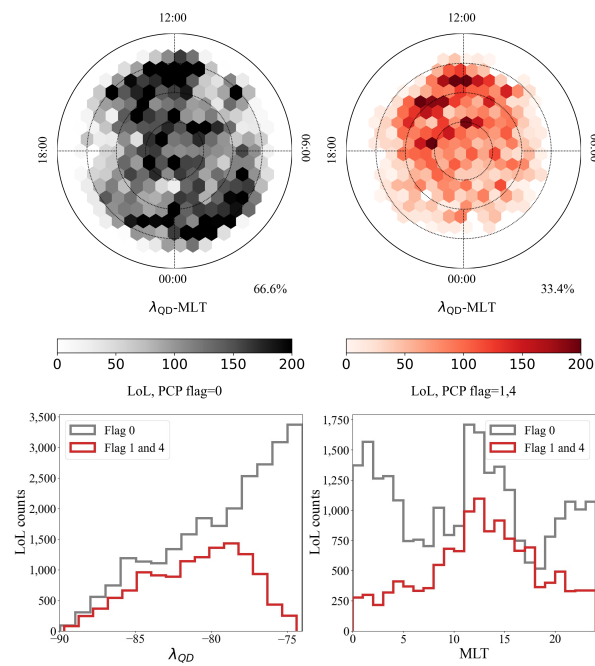 12:00
12:00
18:00
00:90
18:00
00:90
00:00
00:00
66.6%
33.4%
λQD-MLT
λQD-MLT
0 50 100 150 200
0 50 100 150 200
LoL, PCP flag=0
LoL, PCP flag=1,4
3,500
3,000
2,500
2,000
1,500
1,000
500
0
LoL counts
Flag 0
Flag 1 and 4
−90 −85 −80 −75
λQD
1,750
1,500
1,250
1,000
750
500
250
0
LoL counts
Flag 0
Flag 1 and 4
0 5 10 15 20
MLT